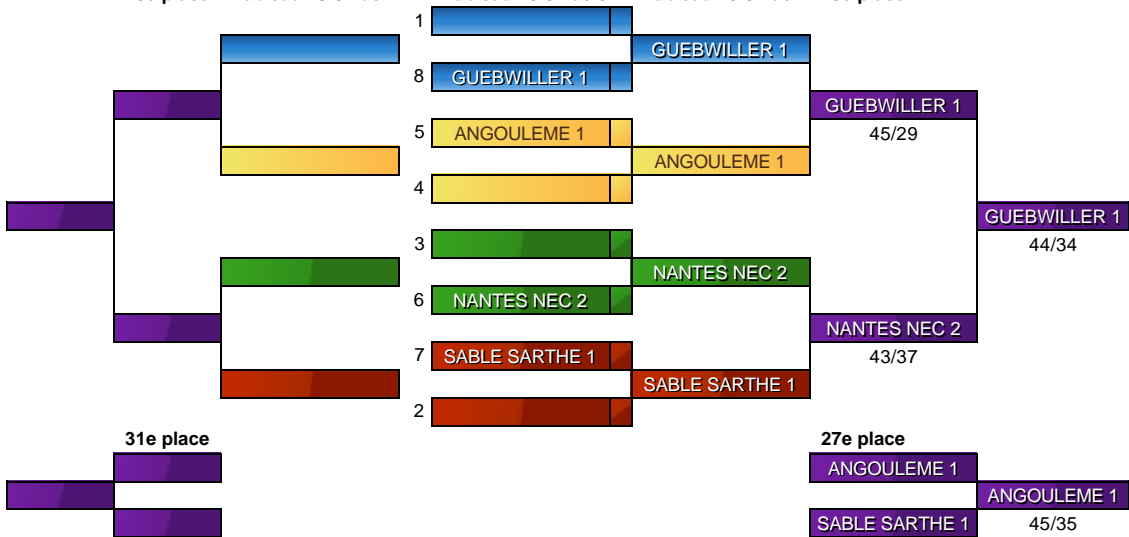 1
GUEBWILLER 1
8 GUEBWILLER 1
GUEBWILLER 1
5 ANGOULEME 1
45/29
ANGOULEME 1
4
GUEBWILLER 1
3
44/34
NANTES NEC 2
6 NANTES NEC 2
NANTES NEC 2
7 SABLE SARTHE 1
43/37
SABLE SARTHE 1
2
31e place
27e place
ANGOULEME 1
ANGOULEME 1
SABLE SARTHE 1
45/35